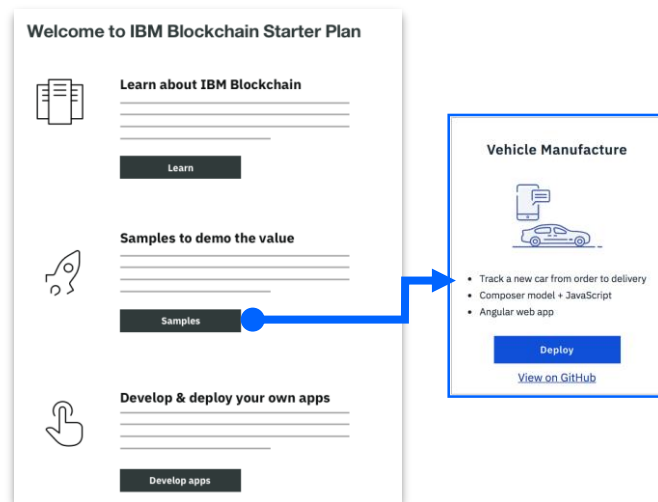 Welcome to IBM Blockchain Starter Plan
Learn about IBM Blockchain
Learn
Samples to demo the value
Samples
Develop & deploy your own apps
Develop apps
Vehicle Manufacture
• Track a new car from order to delivery
• Composer model + JavaScript
• Angular web app
Deploy
View on GitHub